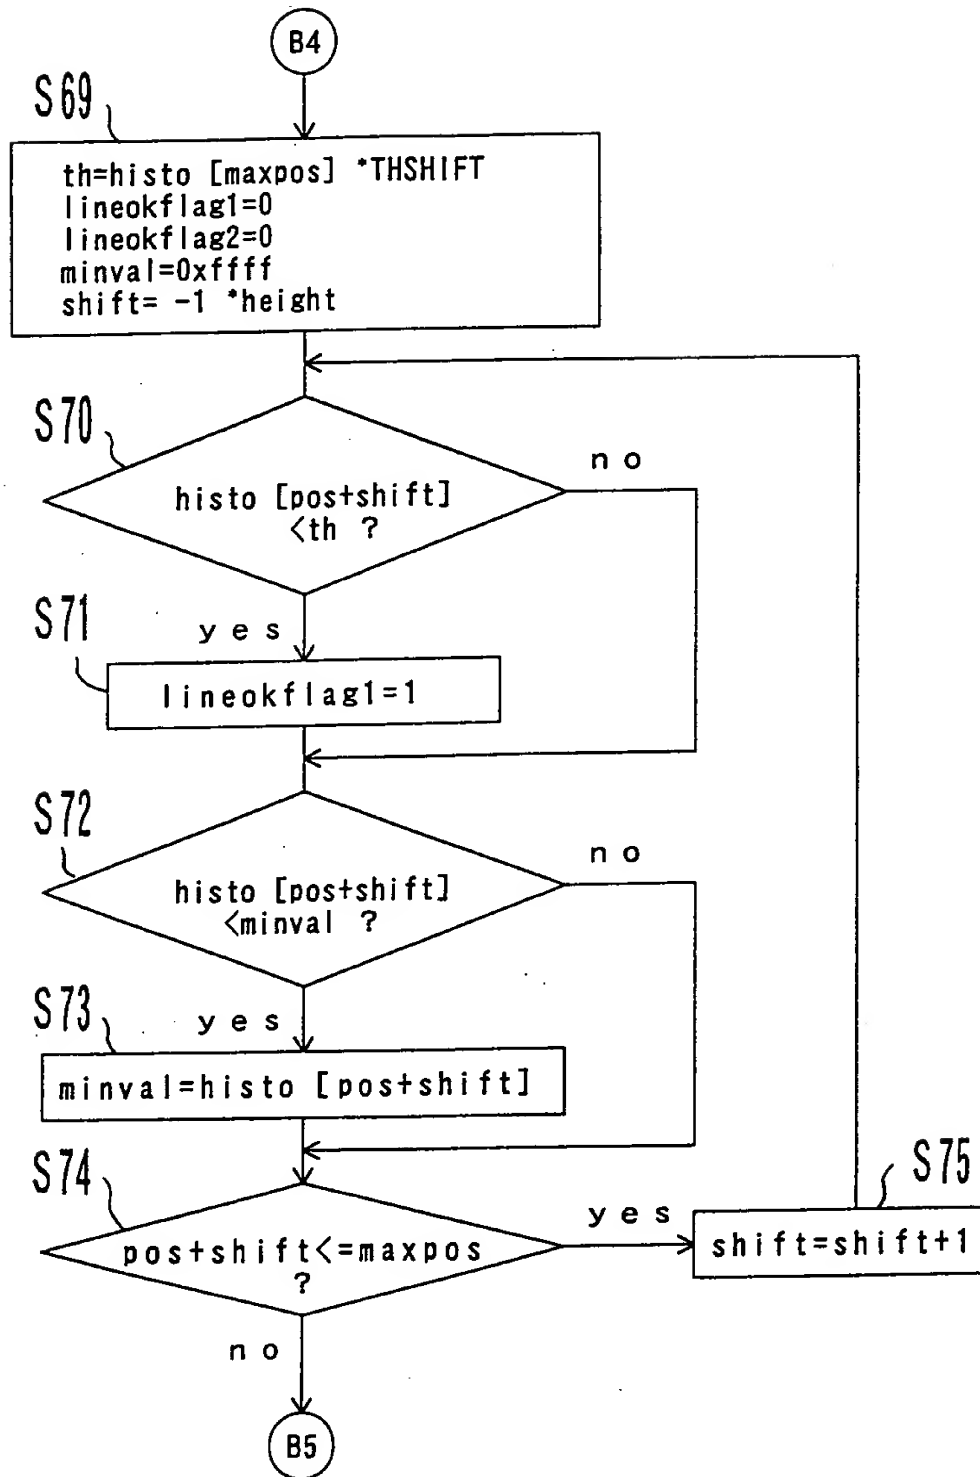 B4
S69
th=histo [maxpos] *THSHIFT
lineokflag1=0
lineokflag2=0
minval=0xffff
shift= -1 *height
S70
no
histo [pos+shift]
<th ?
S71
yes
lineokflag1=1
S72
no
histo [pos+shift]
<minval ?
S73
yes
minval=histo [pos+shift]
S74
S75
yes
pos+shift<=maxpos
?
shift=shift+1
no
B5